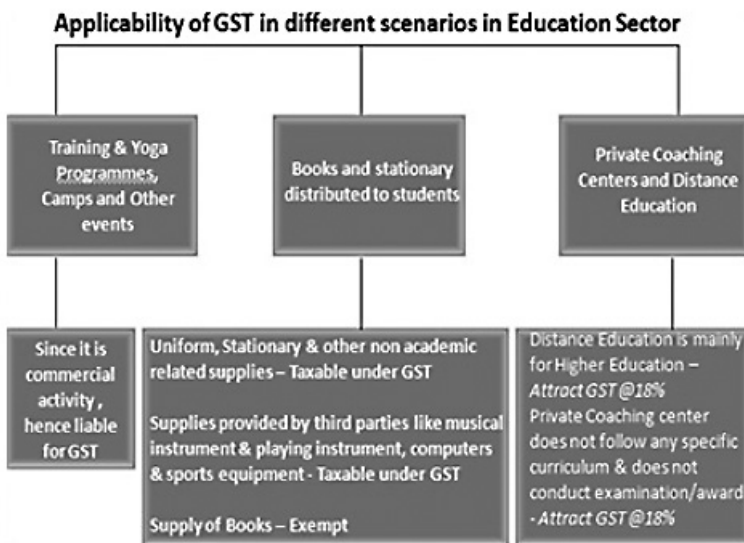 Applicability of GST in different scenarios in Education Sector
Training & Yoga
Programmes,
Camps and Other
events
Books and stationary
distributed to students
Private Coaching
Centers and Distance
Education
Since it is
commercial
activity ,
hence liable
for GST
Uniform, Stationary & other non academic
related supplies – Taxable under GST
Supplies provided by third parties like musical
instrument & playing instrument, computers
& sports equipment - Taxable under GST
Supply of Books – Exempt
Distance Education is mainly
for Higher Education –
Attract GST @18%
Private Coaching center
does not follow any specific
curriculum & does not
conduct examination/award
- Attract GST @18%